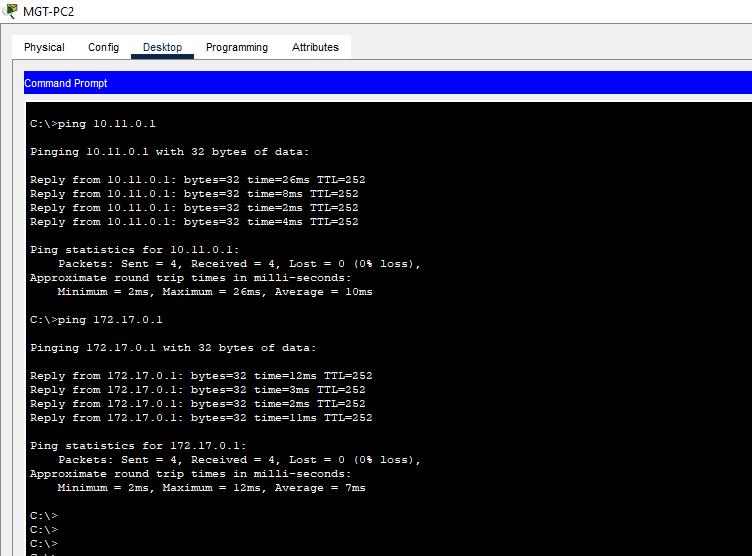 MGT-PC2
Physical Config Desktop Programming Attributes
Command Prompt
C:\>ping 10.11.0.1
Pinging 10.11.0.1 with 32 bytes of data:
Reply from 10.11.0.1: bytes=32 time=26ms TTL=252
Reply from 10.11.0.1: bytes=32 time=8ms TTL=252
Reply from 10.11.0.1: bytes=32 time=2ms TTL=252
Reply from 10.11.0.1: bytes=32 time=4ms TTL=252
Ping statistics for 10.11.0.1:
Packets: Sent = 4, Received = 4, Lost = 0 (0% loss),
Approximate round trip times in milli-seconds:
Minimum = 2ms, Maximum = 26ms, Average = 10ms
C:\>ping 172.17.0.1
Pinging 172.17.0.1 with 32 bytes of data:
Reply from 172.17.0.1: bytes=32 time=12ms TTL=252
Reply from 172.17.0.1: bytes=32 time=3ms TTL=252
Reply from 172.17.0.1: bytes=32 time=2ms TTL=252
Reply from 172.17.0.1: bytes=32 time=11ms TTL=252
Ping statistics for 172.17.0.1:
Packets: Sent = 4, Received = 4, Lost = 0 (0% loss),
Approximate round trip times in milli-seconds:
Minimum = 2ms, Maximum = 12ms, Average = 7ms
C:\>
C:\>
C:\>